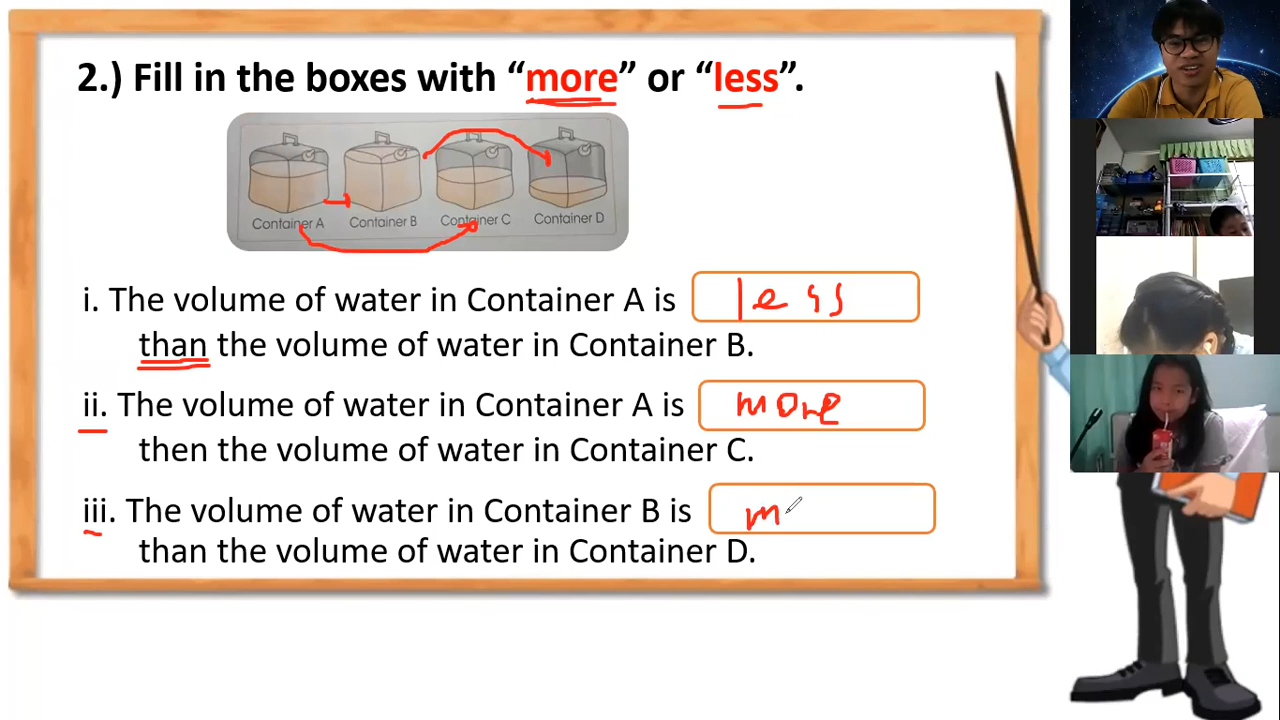 2.) Fill in the boxes with “more” or “less”.
Container A Container B Container C Container D
i. The volume of water in Container A is less
than the volume of water in Container B.
ii. The volume of water in Container A is more
then the volume of water in Container C.
iii. The volume of water in Container B is m
than the volume of water in Container D.